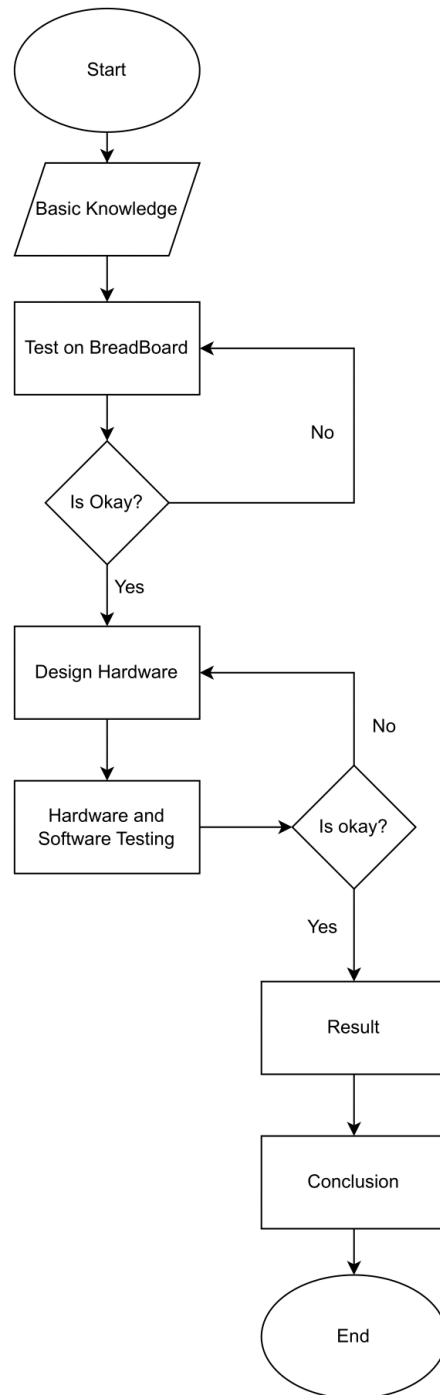 Start
Basic Knowledge
Test on BreadBoard
No
Is Okay?
Yes
Design Hardware
No
Hardware and
Software Testing
Is okay?
Yes
Result
Conclusion
End